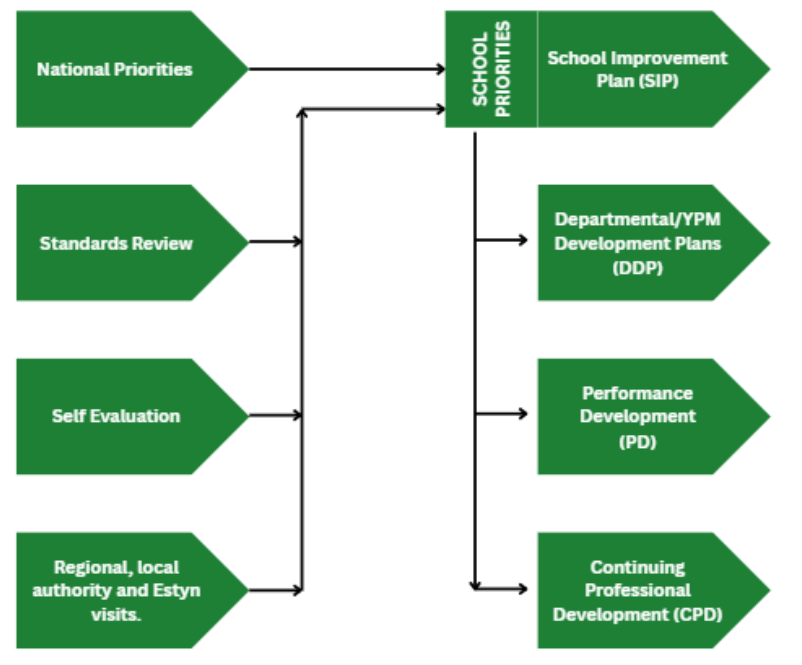 National Priorities
SCHOOL
PRIORITIES
School Improvement
Plan (SIP)
Standards Review
Departmental/YPM
Development Plans
(DDP)
Self Evaluation
Performance
Development
(PD)
Regional, local
authority and Estyn
visits.
Continuing
Professional
Development (CPD)